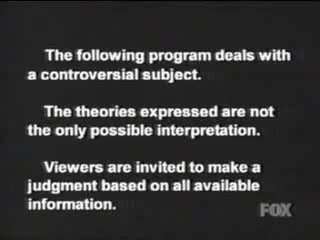 The following program deals with
a controversial subject.
The theories expressed are not
the only possible interpretation.
Viewers are invited to make a
judgment based on all available
information.
FOX